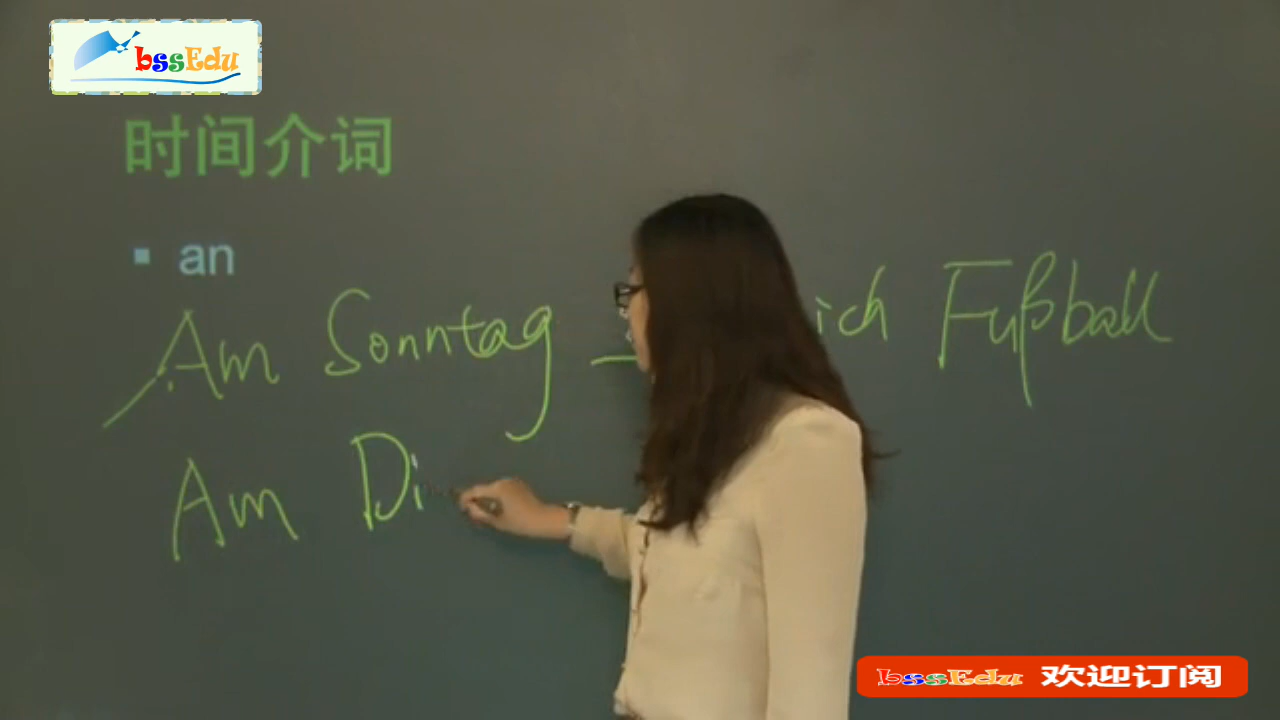 bssEdu
时间介词
▪ an
Am Sonntag ich Fußball
Am Di
bssEdu 欢迎订阅